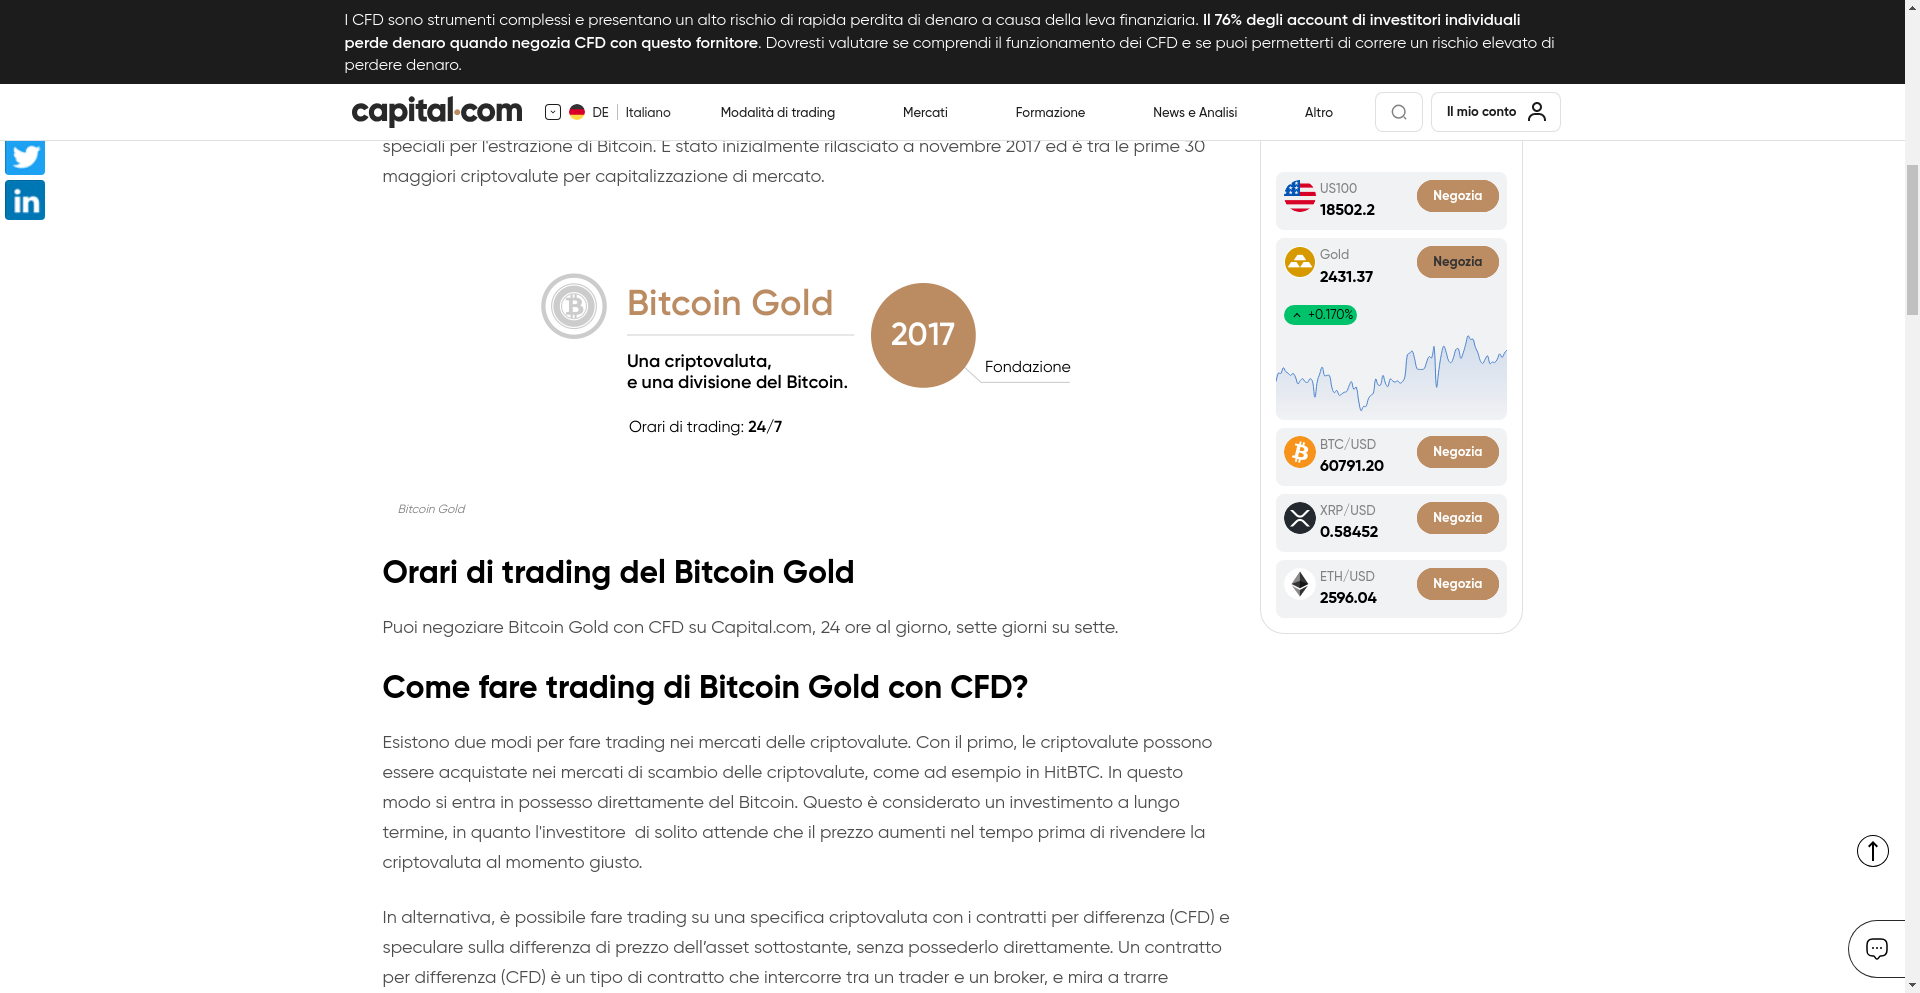 I CFD sono strumenti complessi e presentano un alto rischio di rapida perdita di denaro a causa della leva finanziaria. Il 76% degli account di investitori individuali
perde denaro quando negozia CFD con questo fornitore. Dovresti valutare se comprendi il funzionamento dei CFD e se puoi permetterti di correre un rischio elevato di
perdere denaro.
capital.com DE Italiano Modalità di trading Mercati Formazione News e Analisi Altro Il mio conto
speciali per l'estrazione di Bitcoin. È stato inizialmente rilasciato a novembre 2017 ed è tra le prime 30
maggiori criptovalute per capitalizzazione di mercato.
Bitcoin Gold
Una criptovaluta,
e una divisione del Bitcoin.
Orari di trading: 24/7
2017
Fondazione
Bitcoin Gold
Orari di trading del Bitcoin Gold
Puoi negoziare Bitcoin Gold con CFD su Capital.com, 24 ore al giorno, sette giorni su sette.
Come fare trading di Bitcoin Gold con CFD?
Esistono due modi per fare trading nei mercati delle criptovalute. Con il primo, le criptovalute possono
essere acquistate nei mercati di scambio delle criptovalute, come ad esempio in HitBTC. In questo
modo si entra in possesso direttamente del Bitcoin. Questo è considerato un investimento a lungo
termine, in quanto l'investitore  di solito attende che il prezzo aumenti nel tempo prima di rivendere la
criptovaluta al momento giusto.
In alternativa, è possibile fare trading su una specifica criptovaluta con i contratti per differenza (CFD) e
speculare sulla differenza di prezzo dell’asset sottostante, senza possederlo direttamente. Un contratto
per differenza (CFD) è un tipo di contratto che intercorre tra un trader e un broker, e mira a trarre
US100
18502.2
Negozia
Gold
2431.37
Negozia
+0.170%
BTC/USD
60791.20
Negozia
XRP/USD
0.58452
Negozia
ETH/USD
2596.04
Negozia